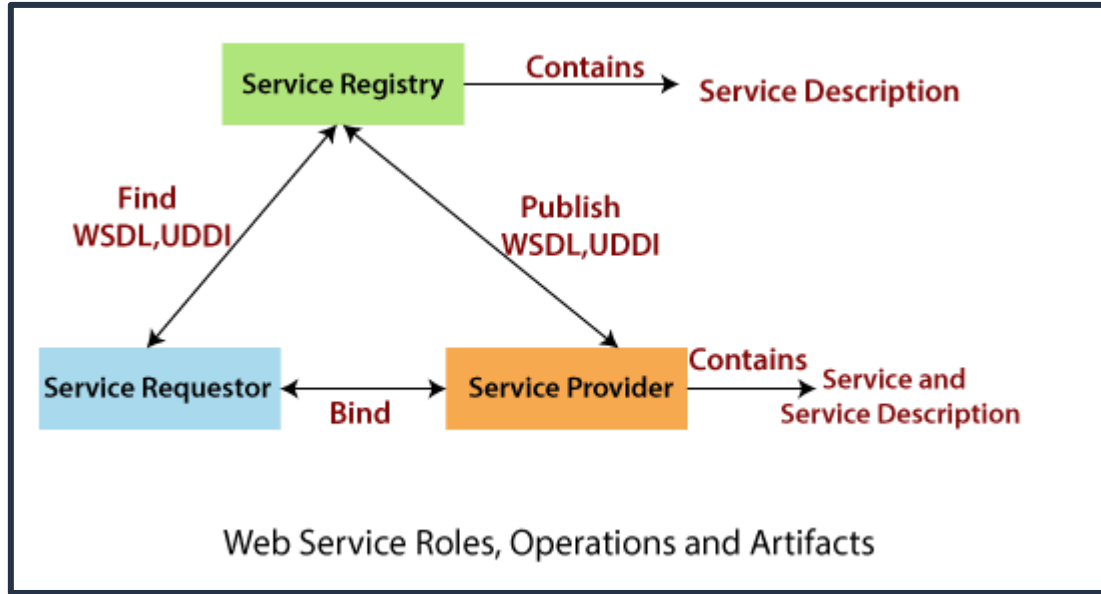 Service Registry
Contains
Service Description
Find
WSDL,UDDI
Publish
WSDL,UDDI
Service Requestor
Bind
Service Provider
Contains
Service and
Service Description
Web Service Roles, Operations and Artifacts